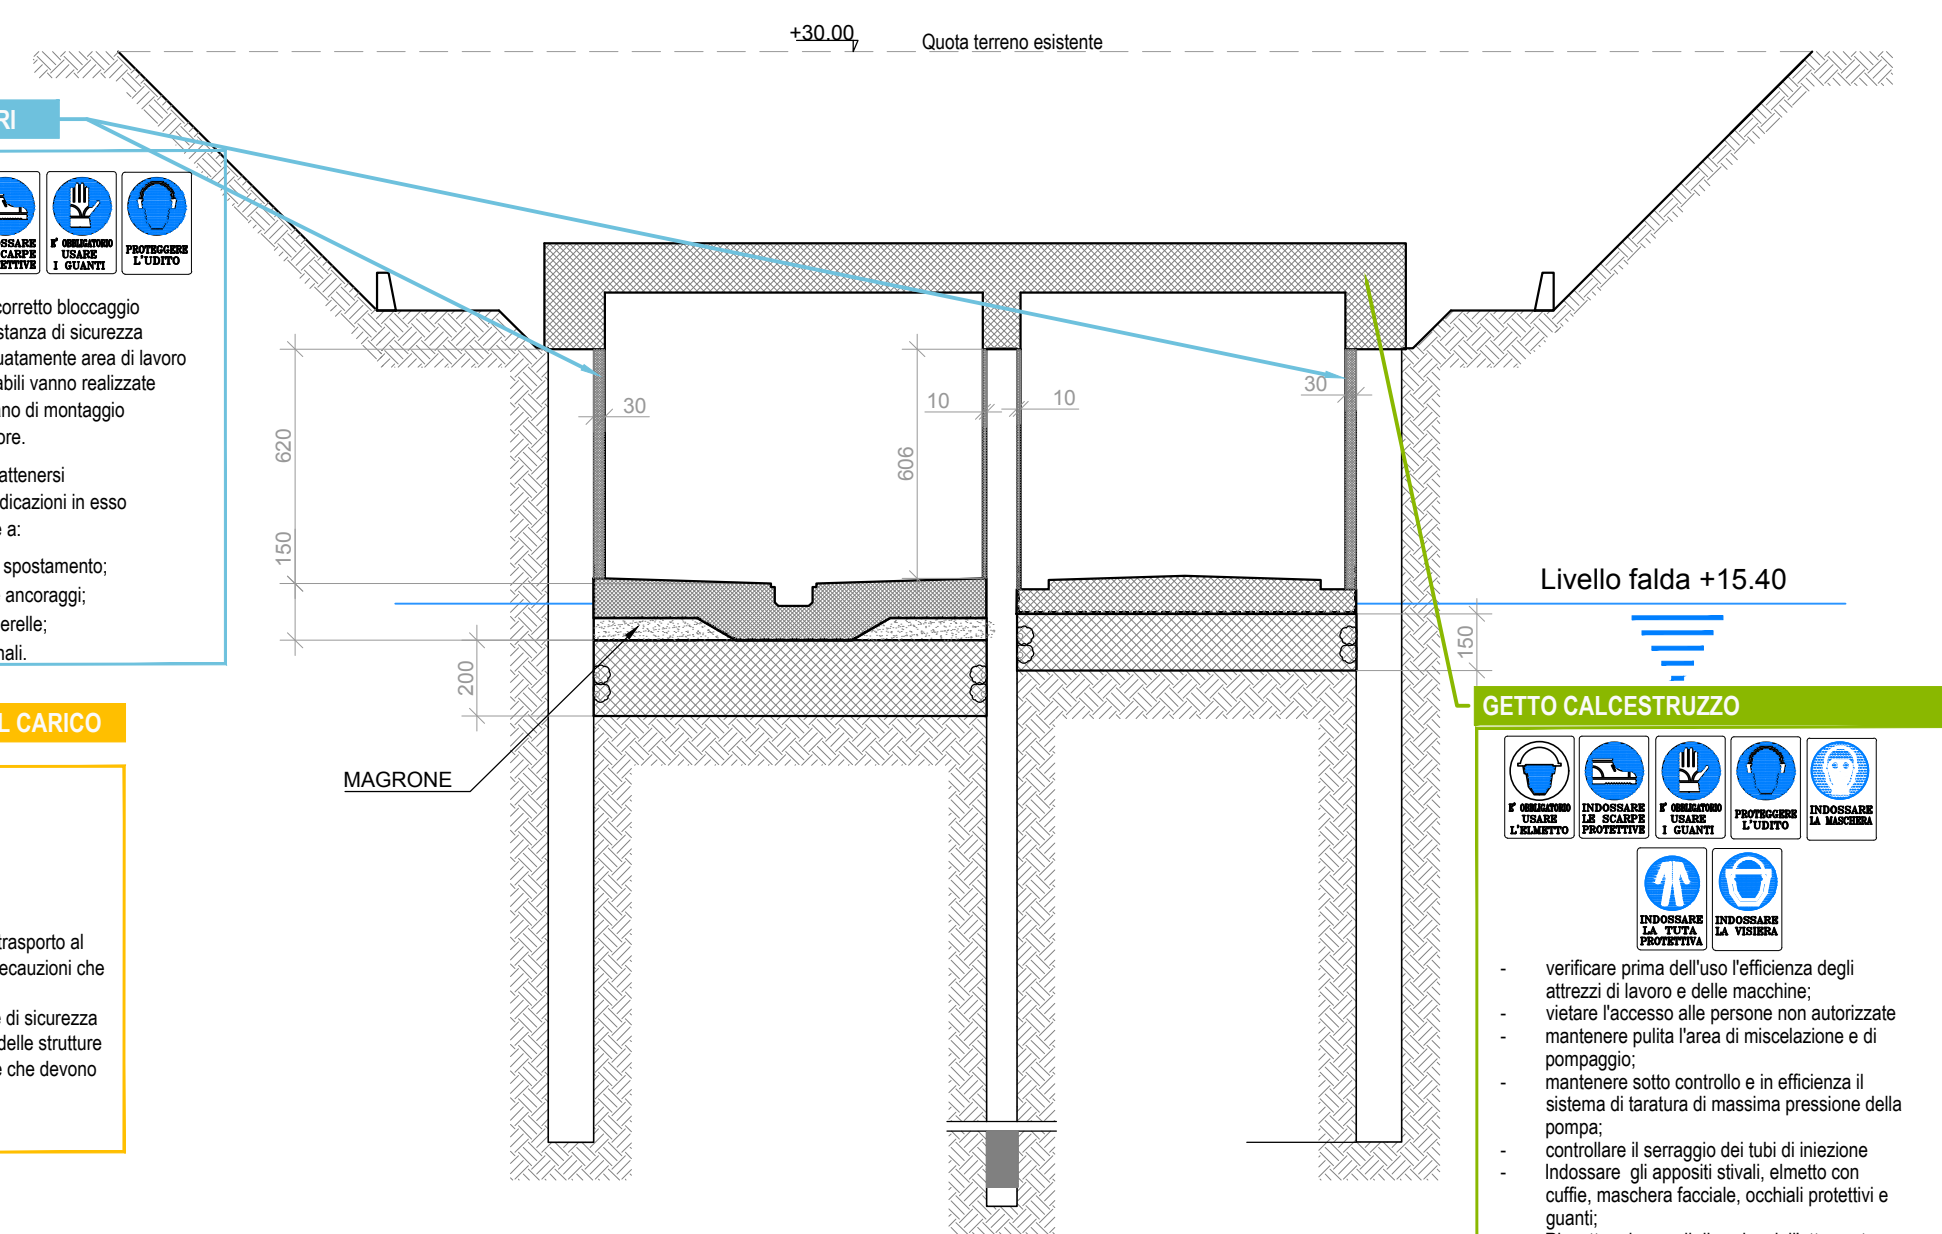 +30.00
Quota terreno esistente
RI
OSSARE
CARPE
ETTIVE
E' OBBLIGATORIO
USARE
I GUANTI
PROTEGGERE
L'UDITO
corretto bloccaggio
stanza di sicurezza
uatamente area di lavoro
abili vanno realizzate
ano di montaggio
ore.
attenersi
dicazioni in esso
e a:
spostamento;
ancoraggi;
erelle;
nali.
620
150
200
30
606
10
10
30
150
Livello falda +15.40
MAGRONE
L CARICO
trasporto al
ecauzioni che
e di sicurezza
delle strutture
e che devono
GETTO CALCESTRUZZO
E' OBBLIGATORIO
USARE
L'ELMETTO
INDOSSARE
LE SCARPE
PROTETTIVE
E' OBBLIGATORIO
USARE
I GUANTI
PROTEGGERE
L'UDITO
INDOSSARE
LA MASCHERA
INDOSSARE
LA TUTA
PROTETTIVA
INDOSSARE
LA VISIERA
- verificare prima dell'uso l'efficienza degli
attrezzi di lavoro e delle macchine;
- vietare l'accesso alle persone non autorizzate
- mantenere pulita l'area di miscelazione e di
pompaggio;
- mantenere sotto controllo e in efficienza il
sistema di taratura di massima pressione della
pompa;
- controllare il serraggio dei tubi di iniezione
- Indossare gli appositi stivali, elmetto con
cuffie, maschera facciale, occhiali protettivi e
guanti;